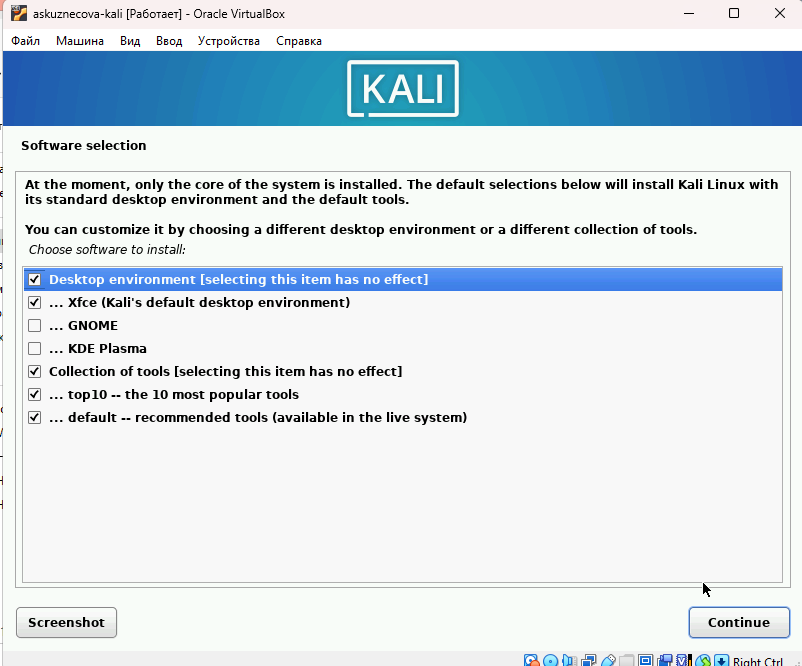 askuznecova-kali [Работает] - Oracle VirtualBox
Файл Машина Вид Ввод Устройства Справка
KALI
Software selection
At the moment, only the core of the system is installed. The default selections below will install Kali Linux with
its standard desktop environment and the default tools.
You can customize it by choosing a different desktop environment or a different collection of tools.
Choose software to install:
Desktop environment [selecting this item has no effect]
... Xfce (Kali's default desktop environment)
... GNOME
... KDE Plasma
Collection of tools [selecting this item has no effect]
... top10 -- the 10 most popular tools
... default -- recommended tools (available in the live system)
Screenshot Continue
Right Ctrl